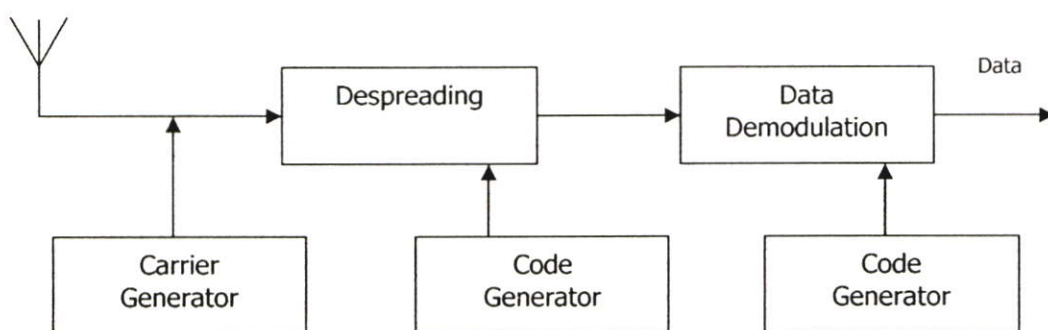 Data
Despreading
Data
Demodulation
Carrier
Generator
Code
Generator
Code
Generator